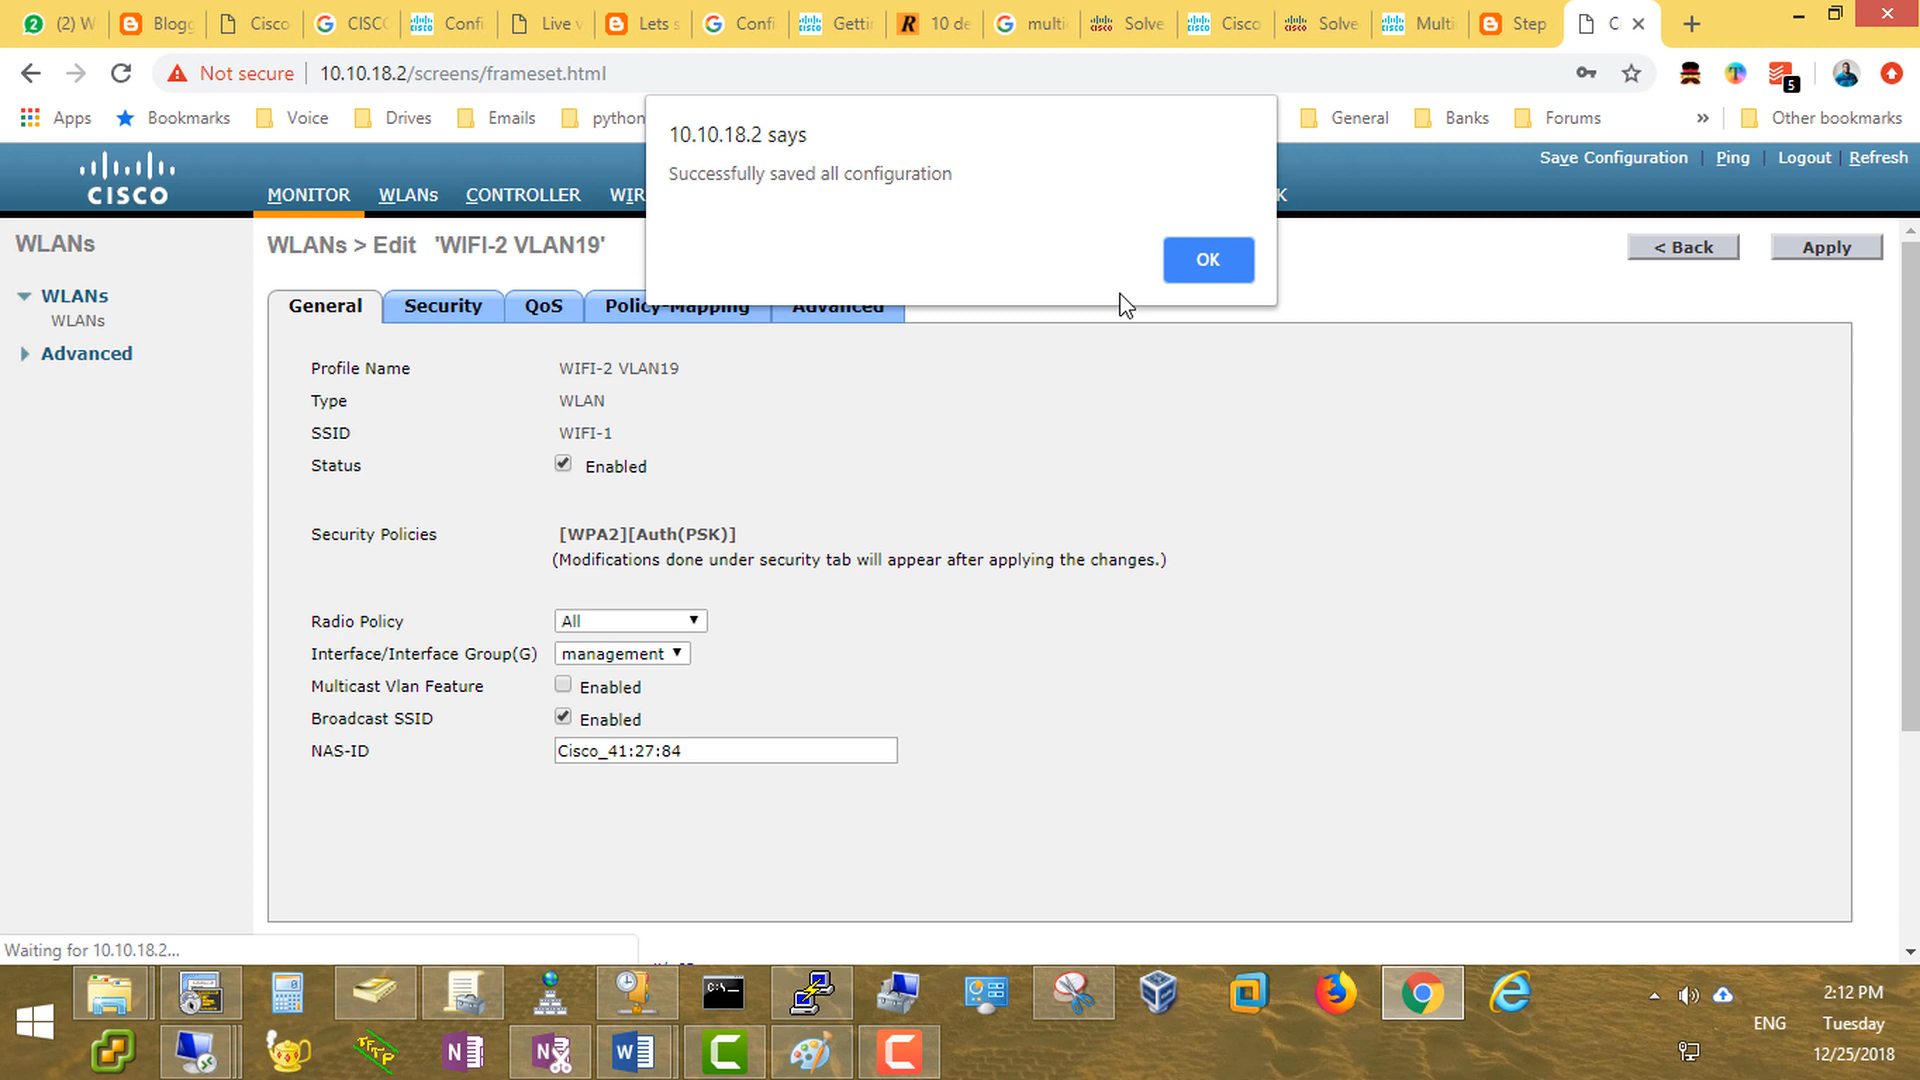 (2) W
Blogg
Cisco
CISC
Confi
Live v
Lets s
Confi
Gettir
10 de
multi
Solve
Cisco
Solve
Multi
Step
C
Not secure
10.10.18.2/screens/frameset.html
5
Apps
Bookmarks
Voice
Drives
Emails
python
General
Banks
Forums
»
Other bookmarks
10.10.18.2 says
Successfully saved all configuration
OK
CISCO
MONITOR
WLANs
CONTROLLER
WIR
K
Save Configuration
Ping
Logout
Refresh
WLANs
WLANs
WLANs
Advanced
WLANs > Edit 'WIFI-2 VLAN19'
< Back
Apply
General
Security
QoS
Policy-Mapping
Advanced
Profile Name WIFI-2 VLAN19
Type WLAN
SSID WIFI-1
Status Enabled
Security Policies [WPA2][Auth(PSK)]
(Modifications done under security tab will appear after applying the changes.)
Radio Policy All
Interface/Interface Group(G) management
Multicast Vlan Feature Enabled
Broadcast SSID Enabled
NAS-ID Cisco_41:27:84
Waiting for 10.10.18.2...
C:\_
TFTP
N
N
W
C
C
ENG
2:12 PM
Tuesday
12/25/2018